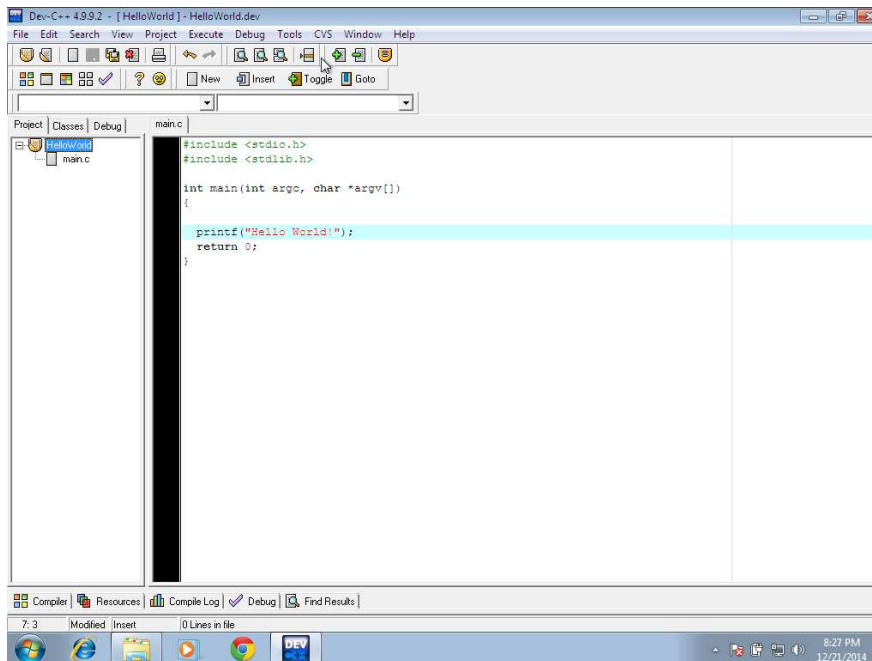 Dev-C++ 4.9.9.2 - [ HelloWorld ] - HelloWorld.dev
File Edit Search View Project Execute Debug Tools CVS Window Help
New Insert Toggle Goto
Project Classes Debug main.c
HelloWorld
main.c
#include <stdio.h>
#include <stdlib.h>
int main(int argc, char *argv[])
{
printf("Hello World!");
return 0;
}
Compiler Resources Compile Log Debug Find Results
7: 3 Modified Insert 0 Lines in file
DEV
8:27 PM
12/21/2014